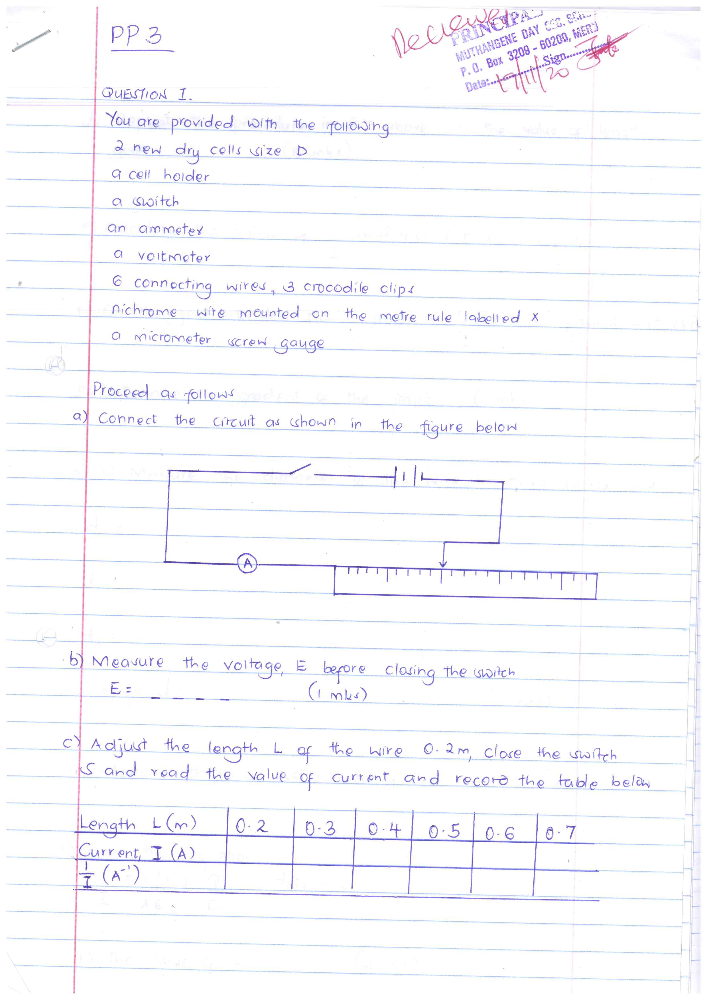 PP 3
Reviewed
PRINCIPAL
MUTHANGENE DAY SEC. SCH.
P. O. Box 3209 - 60200, MERU
Sign
Date: 17/11/20
QUESTION I.
You are provided with the following
2 new dry cells size D
a cell holder
a switch
an ammeter
a voltmeter
6 connecting wires, 3 crocodile clips
nichrome wire mounted on the metre rule labelled x
a micrometer screw gauge
Proceed as follows
a) Connect the circuit as shown in the figure below
A
b) Measure the voltage, E before closing the switch
E = _ _ _ _ (1 mks)
c) Adjust the length L of the wire 0.2m, close the switch
S and read the value of current and record the table below
Length L(m) 0.2 0.3 0.4 0.5 0.6 0.7
Current, I (A)
1/I (A⁻¹)